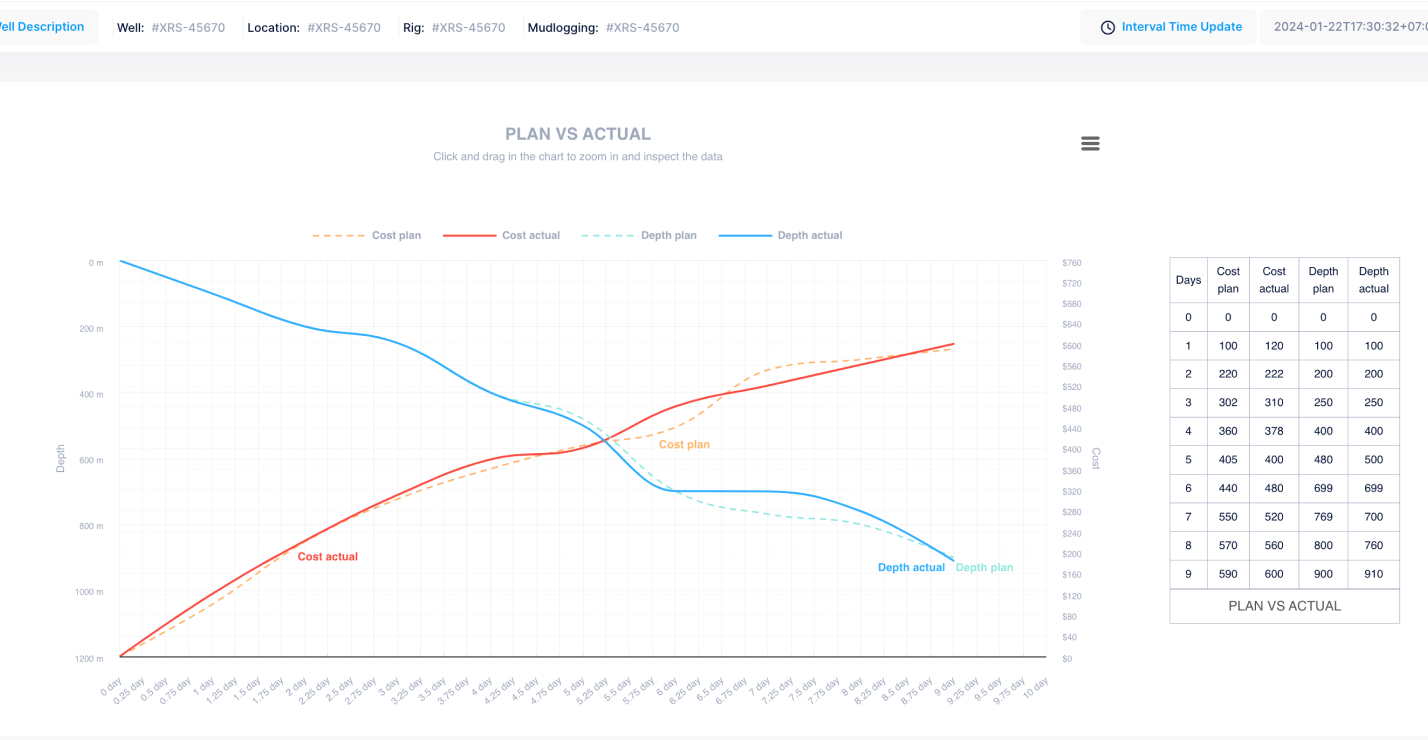 ell Description Well: #XRS-45670 Location: #XRS-45670 Rig: #XRS-45670 Mudlogging: #XRS-45670 Interval Time Update 2024-01-22T17:30:32+07:0
PLAN VS ACTUAL
Click and drag in the chart to zoom in and inspect the data
Cost plan Cost actual Depth plan Depth actual
0 m
200 m
400 m
600 m
800 m
1000 m
1200 m
Depth
$760
$720
$680
$640
$600
$560
$520
$480
$440
$400
$360
$320
$280
$240
$200
$160
$120
$80
$40
$0
Cost
Cost plan
Cost actual
Depth actual Depth plan
0 day 0.25 day 0.5 day 0.75 day 1 day 1.25 day 1.5 day 1.75 day 2 day 2.25 day 2.5 day 2.75 day 3 day 3.25 day 3.5 day 3.75 day 4 day 4.25 day 4.5 day 4.75 day 5 day 5.25 day 5.5 day 5.75 day 6 day 6.25 day 6.5 day 6.75 day 7 day 7.25 day 7.5 day 7.75 day 8 day 8.25 day 8.5 day 8.75 day 9 day 9.25 day 9.5 day 9.75 day 10 day
Days Cost plan Cost actual Depth plan Depth actual
0 0 0 0 0
1 100 120 100 100
2 220 222 200 200
3 302 310 250 250
4 360 378 400 400
5 405 400 480 500
6 440 480 699 699
7 550 520 769 700
8 570 560 800 760
9 590 600 900 910
PLAN VS ACTUAL